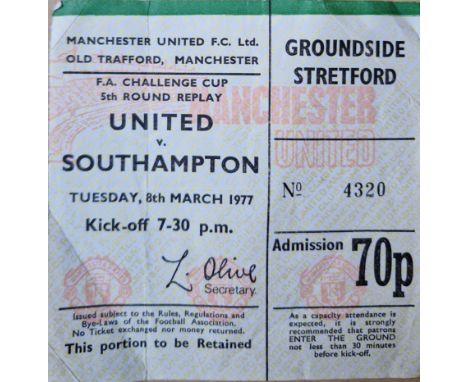 MANCHESTER UNITED F.C. Ltd.
OLD TRAFFORD, MANCHESTER
F.A. CHALLENGE CUP
5th ROUND REPLAY
UNITED
v.
SOUTHAMPTON
TUESDAY, 8th MARCH 1977
Kick-off 7-30 p.m.
L. Olive
Secretary.
Issued subject to the Rules, Regulations and
Bye-Laws of the Football Association.
No Ticket exchanged nor money returned.
This portion to be Retained
GROUNDSIDE
STRETFORD
MANCHESTER
UNITED
Nº 4320
Admission 70p
As a capacity attendance is
expected, it is strongly
recommended that patrons
ENTER THE GROUND
not less than 30 minutes
before kick-off.